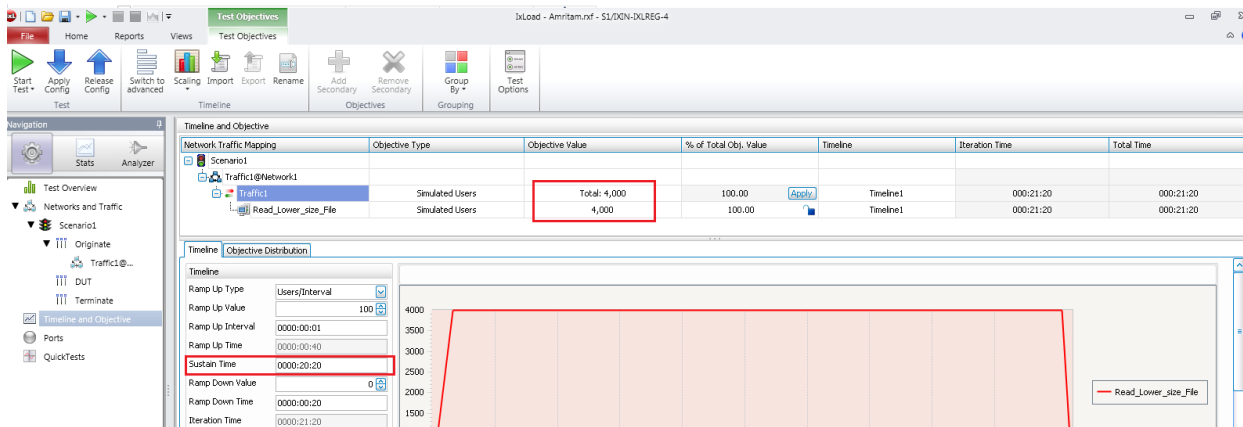 Test Objectives
IxLoad - Amritam.rxf - S1/IXIN-IXLREG-4
File Home Reports Views Test Objectives
Start Test Apply Config Release Config Switch to advanced Scaling Import Export Rename Add Secondary Remove Secondary Group By Test Options
Test Timeline Objectives Grouping
Navigation
Stats Analyzer
Test Overview
Networks and Traffic
Scenario1
Originate
Traffic1@...
DUT
Terminate
Timeline and Objective
Ports
QuickTests
Timeline and Objective
Network Traffic Mapping Objective Type Objective Value % of Total Obj. Value Timeline Iteration Time Total Time
Scenario1
Traffic1@Network1
Traffic1 Simulated Users Total: 4,000 100.00 Apply Timeline1 000:21:20 000:21:20
Read_Lower_size_File Simulated Users 4,000 100.00 Timeline1 000:21:20 000:21:20
Timeline Objective Distribution
Timeline
Ramp Up Type Users/Interval
Ramp Up Value 100
Ramp Up Interval 0000:00:01
Ramp Up Time 0000:00:40
Sustain Time 0000:20:20
Ramp Down Value 0
Ramp Down Time 0000:00:20
Iteration Time 0000:21:20
4000
3500
3000
2500
2000
1500
Read_Lower_size_File